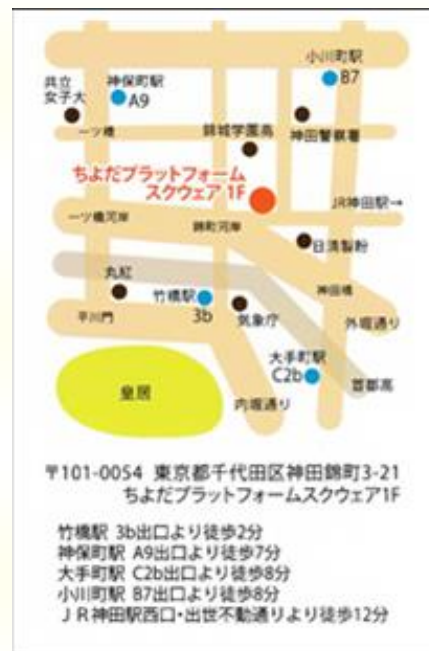 小川町駅
B7
共立
女子大
神保町駅
A9
一ツ橋
錦城学園高
神田警察署
ちよだプラットフォーム
スクウェア 1F
JR神田駅→
一ツ橋河岸
錦町河岸
日清製粉
丸紅
竹橋駅
3b
神田橋
平川門
気象庁
外堀通り
大手町駅
C2b
首都高
皇居
内堀通り
〒101-0054 東京都千代田区神田錦町3-21
ちよだプラットフォームスクウェア1F
竹橋駅 3b出口より徒歩2分
神保町駅 A9出口より徒歩7分
大手町駅 C2b出口より徒歩8分
小川町駅 B7出口より徒歩8分
ＪＲ神田駅西口・出世不動通りより徒歩12分